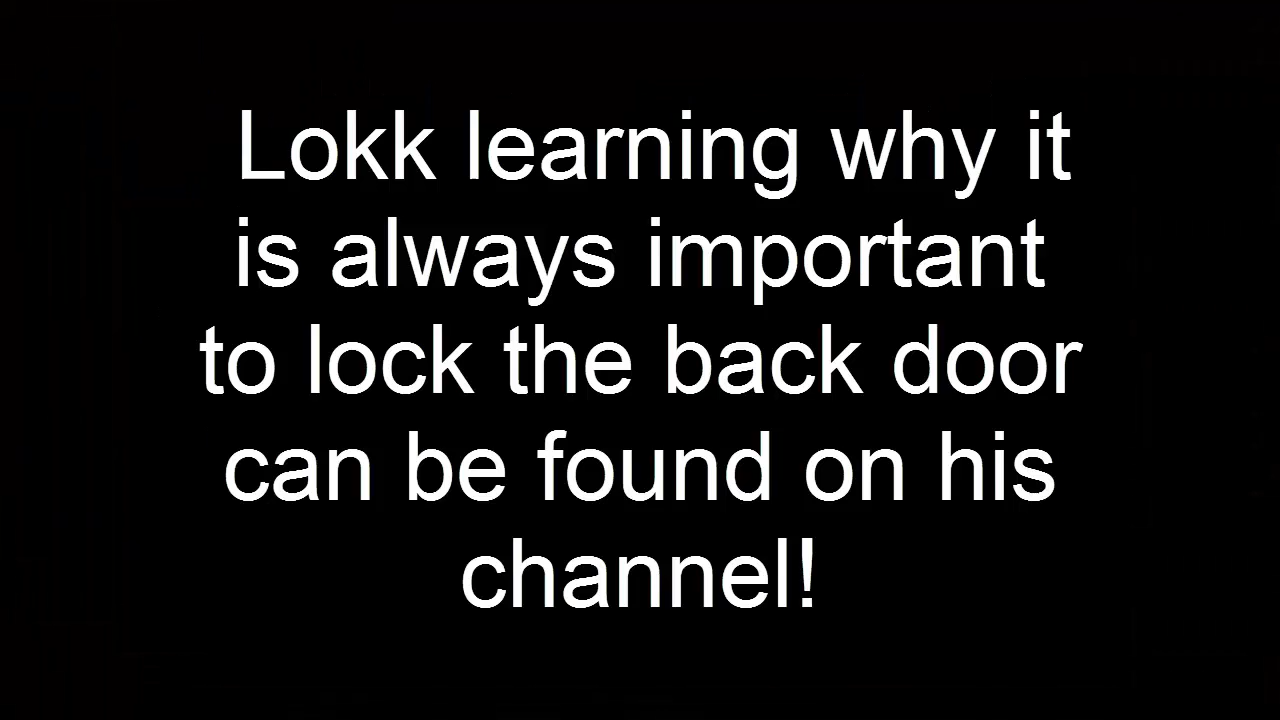 Lokk learning why it
is always important
to lock the back door
can be found on his
channel!